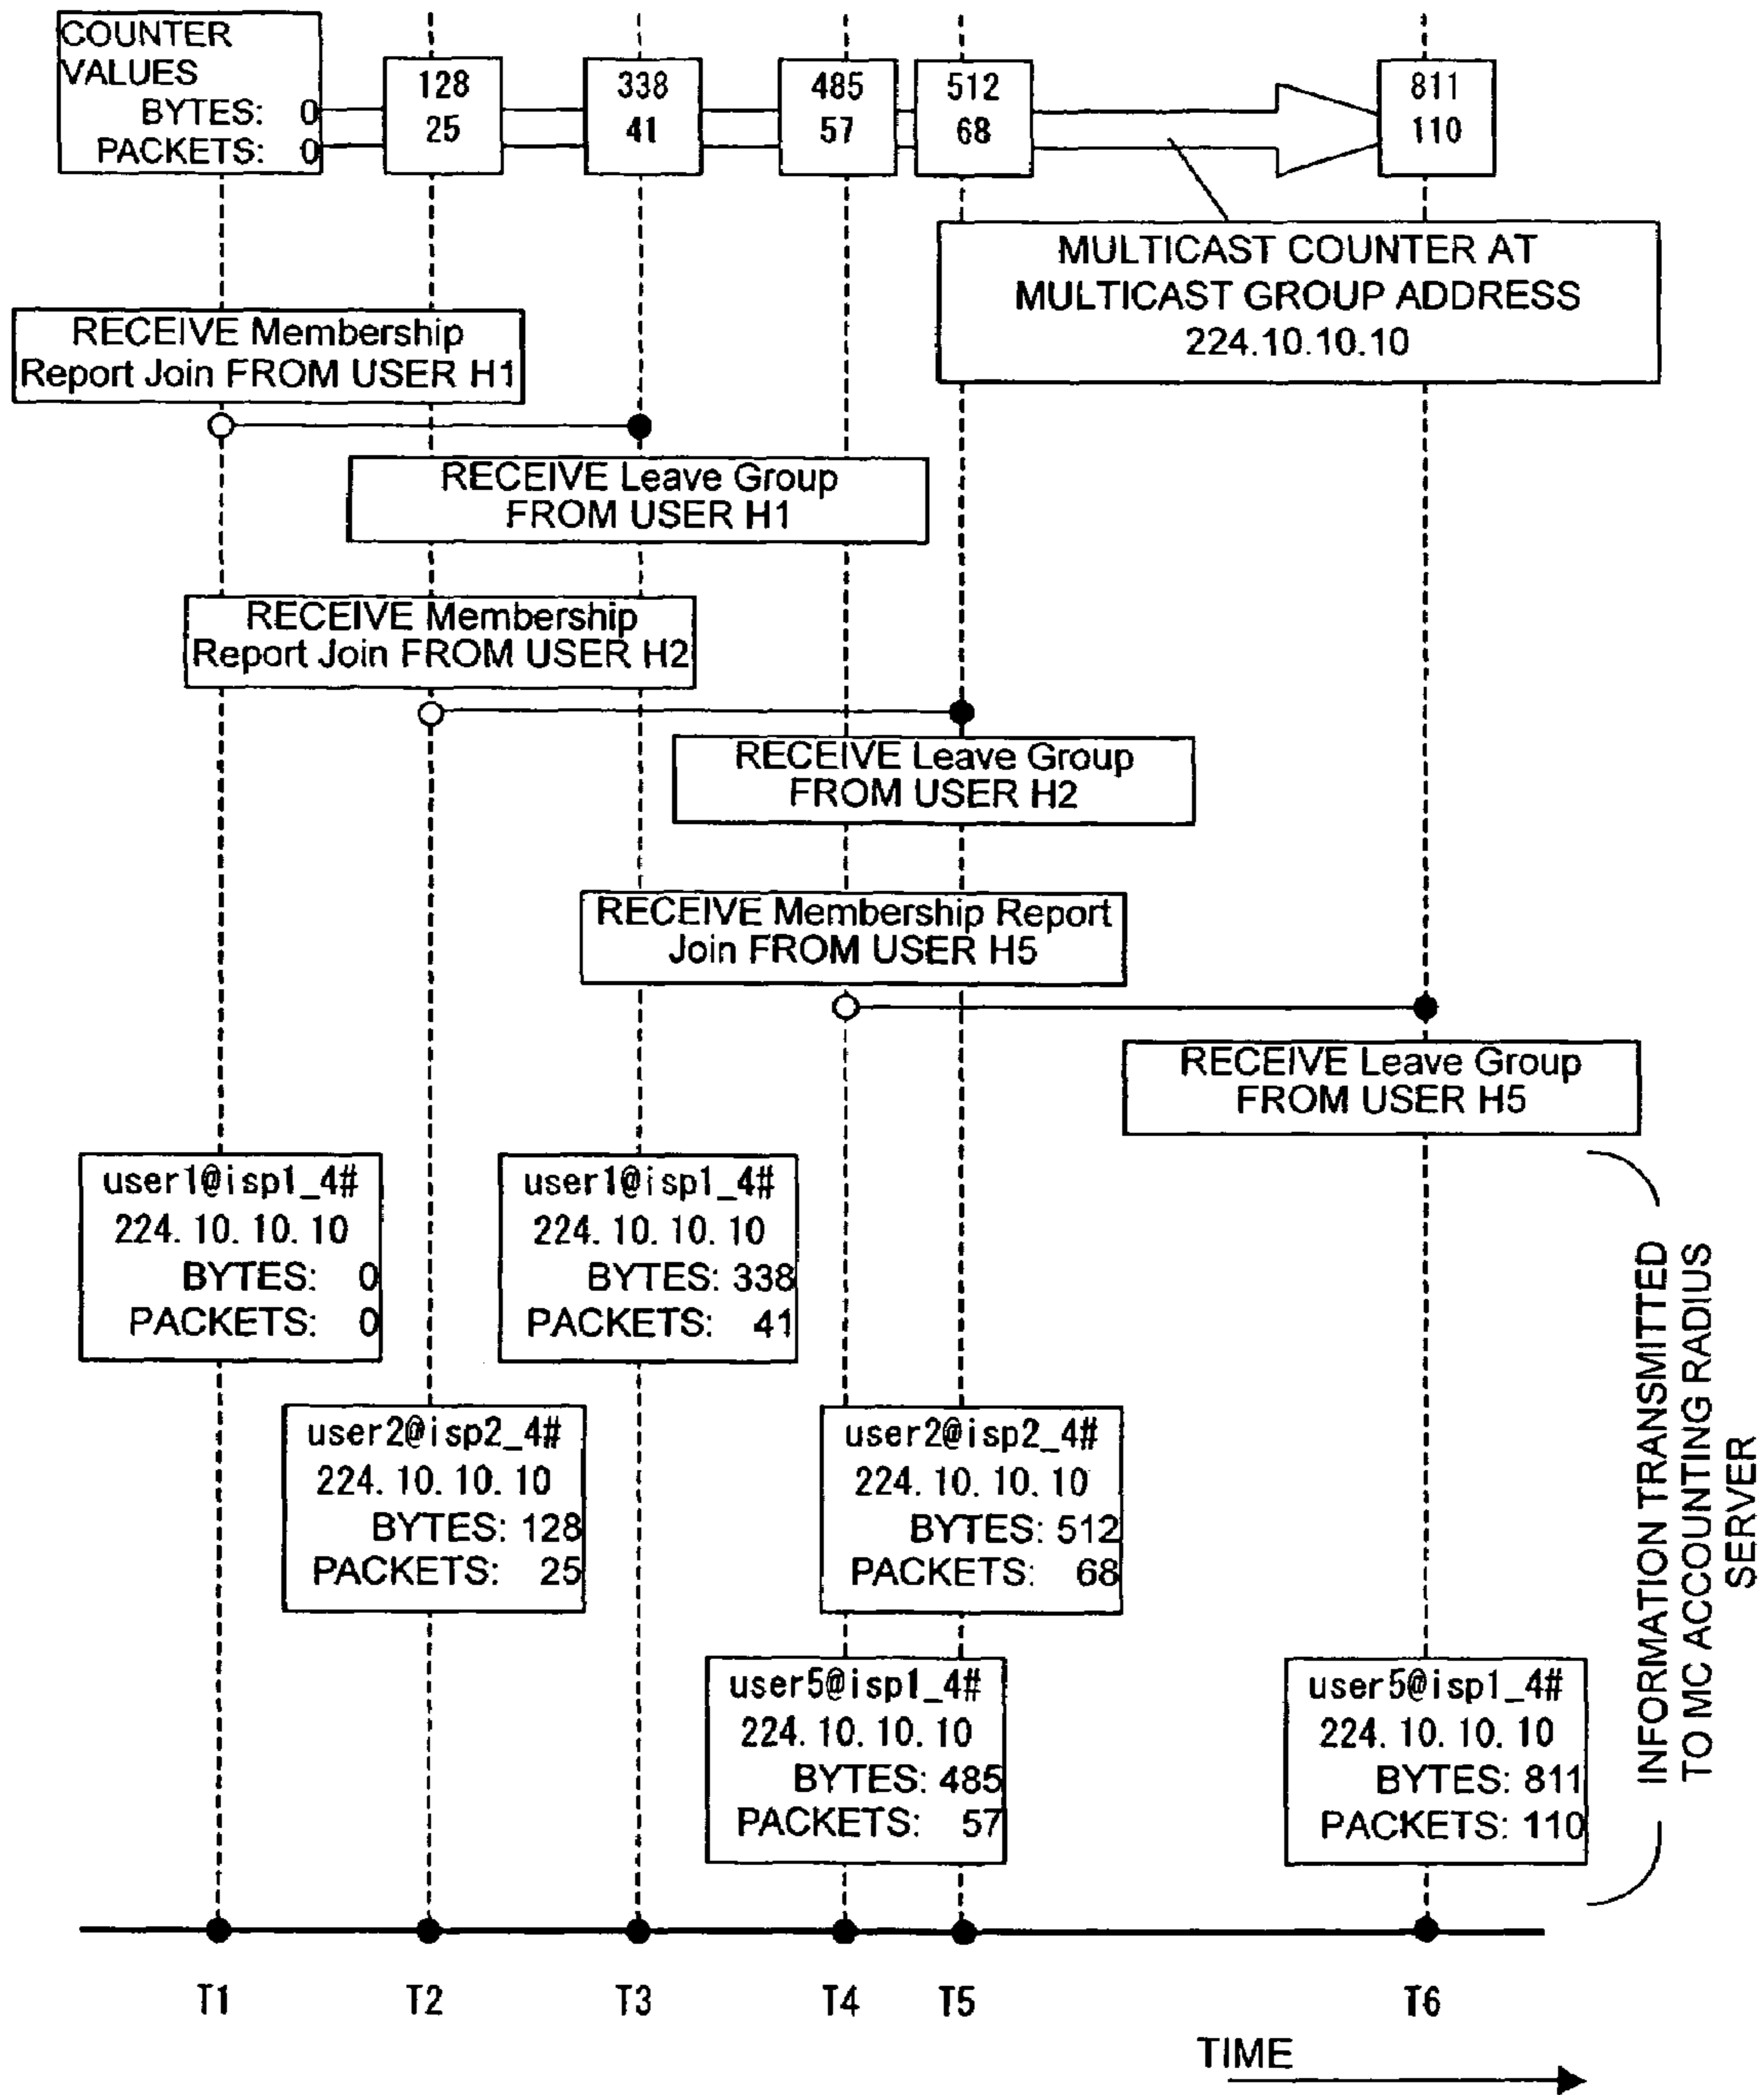 COUNTER
VALUES
BYTES: 0
PACKETS: 0
128
25
338
41
485
57
512
68
811
110
MULTICAST COUNTER AT
MULTICAST GROUP ADDRESS
224.10.10.10
RECEIVE Membership
Report Join FROM USER H1
RECEIVE Leave Group
FROM USER H1
RECEIVE Membership
Report Join FROM USER H2
RECEIVE Leave Group
FROM USER H2
RECEIVE Membership Report
Join FROM USER H5
RECEIVE Leave Group
FROM USER H5
user1@isp1_4#
224. 10. 10. 10
BYTES: 0
PACKETS: 0
user1@isp1_4#
224. 10. 10. 10
BYTES: 338
PACKETS: 41
user2@isp2_4#
224. 10. 10. 10
BYTES: 128
PACKETS: 25
user2@isp2_4#
224. 10. 10. 10
BYTES: 512
PACKETS: 68
user5@isp1_4#
224. 10. 10. 10
BYTES: 485
PACKETS: 57
user5@isp1_4#
224. 10. 10. 10
BYTES: 811
PACKETS: 110
INFORMATION TRANSMITTED
TO MC ACCOUNTING RADIUS
SERVER
T1
T2
T3
T4
T5
T6
TIME